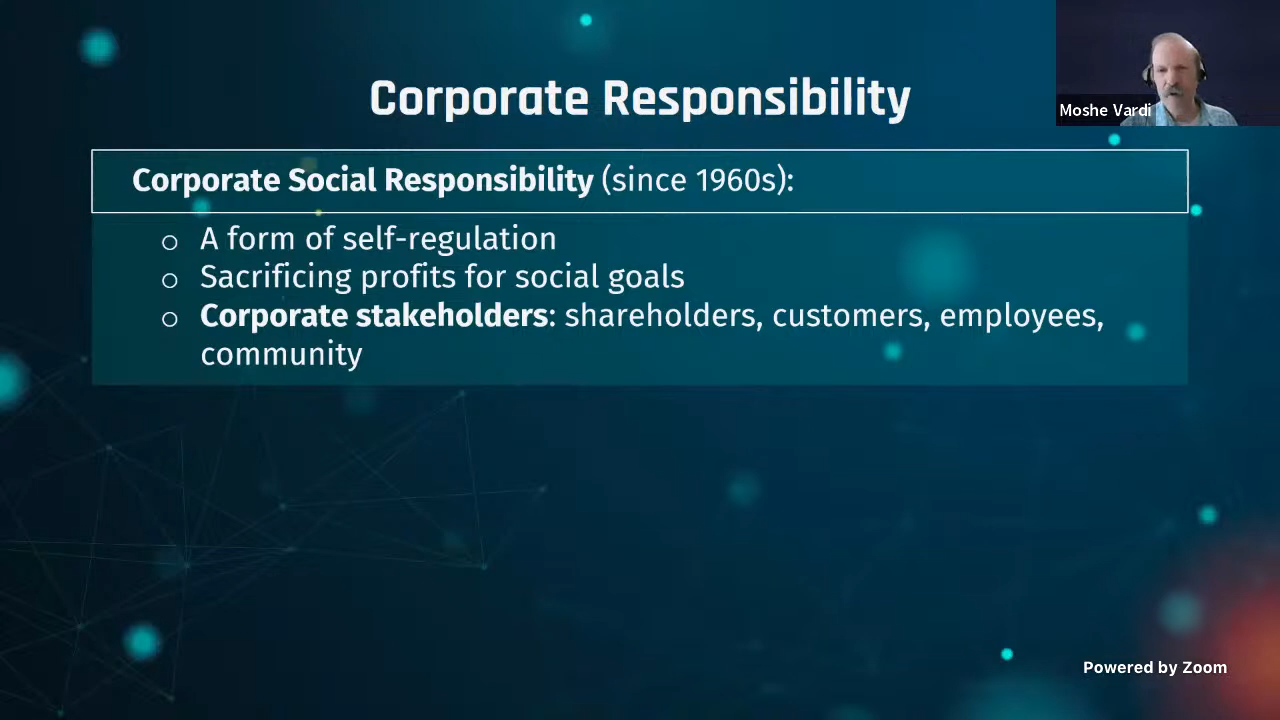 Corporate Responsibility
Moshe Vardi
Corporate Social Responsibility (since 1960s):
○ A form of self-regulation
○ Sacrificing profits for social goals
○ Corporate stakeholders: shareholders, customers, employees,
community
Powered by Zoom